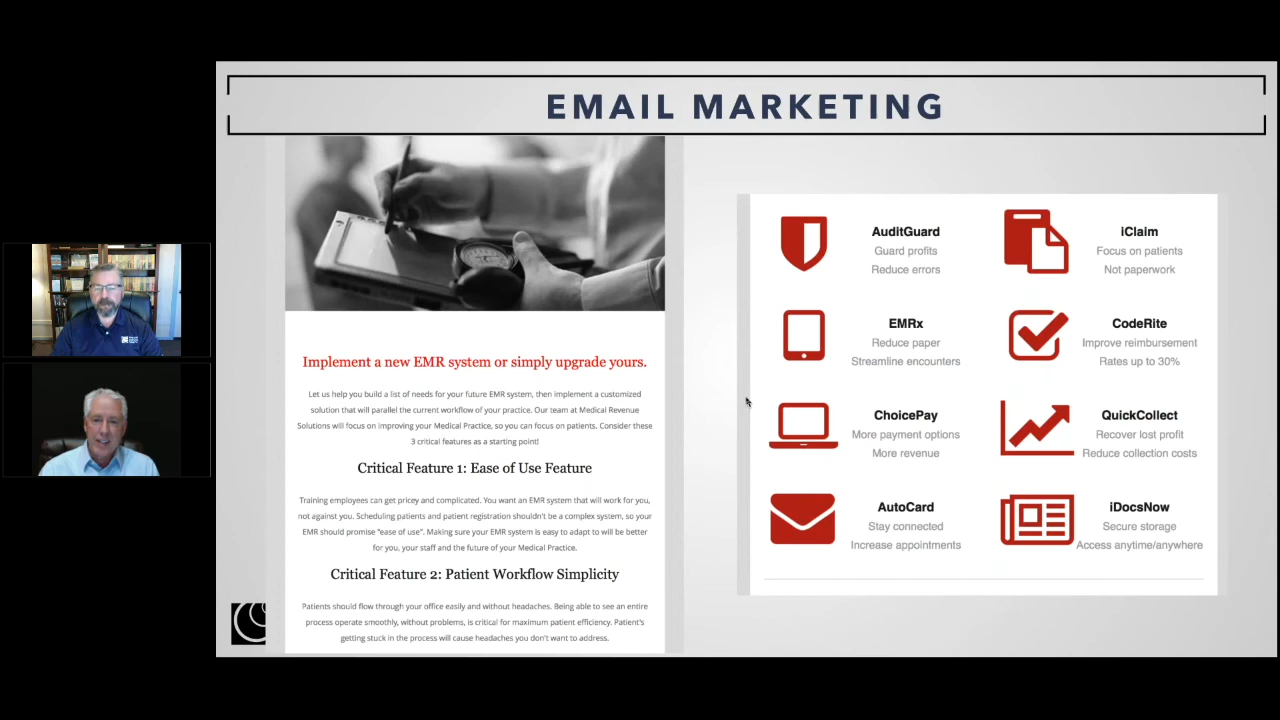 EMAIL MARKETING
Implement a new EMR system or simply upgrade yours.
Let us help you build a list of needs for your future EMR system, then implement a customized
solution that will parallel the current workflow of your practice. Our team at Medical Revenue
Solutions will focus on improving your Medical Practice, so you can focus on patients. Consider these
3 critical features as a starting point!
Critical Feature 1: Ease of Use Feature
Training employees can get pricey and complicated. You want an EMR system that will work for you,
not against you. Scheduling patients and patient registration shouldn't be a complex system, so your
EMR should promise "ease of use". Making sure your EMR system is easy to adapt to will be better
for you, your staff and the future of your Medical Practice.
Critical Feature 2: Patient Workflow Simplicity
Patients should flow through your office easily and without headaches. Being able to see an entire
process operate smoothly, without problems, is critical for maximum patient efficiency. Patient's
getting stuck in the process will cause headaches you don't want to address.
AuditGuard
Guard profits
Reduce errors
iClaim
Focus on patients
Not paperwork
EMRx
Reduce paper
Streamline encounters
CodeRite
Improve reimbursement
Rates up to 30%
ChoicePay
More payment options
More revenue
QuickCollect
Recover lost profit
Reduce collection costs
AutoCard
Stay connected
Increase appointments
iDocsNow
Secure storage
Access anytime/anywhere